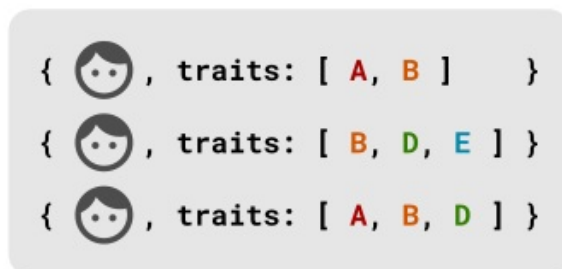 { , traits: [ A, B ] }
{ , traits: [ B, D, E ] }
{ , traits: [ A, B, D ] }